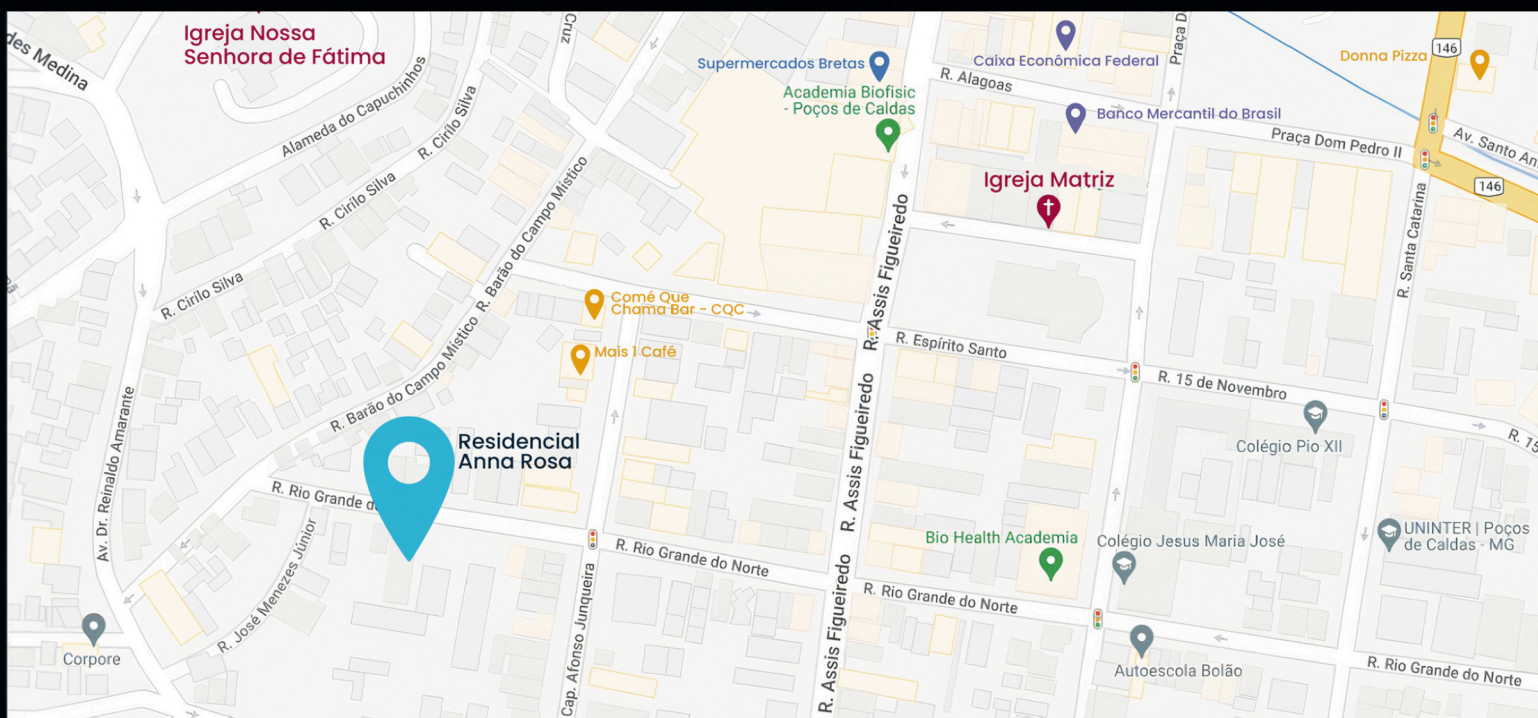 Igreja Nossa
Senhora de Fátima
des Medina
Alameda do Capuchinhos
R. Cirilo Silva
R. Cirilo Silva
R. Cirilo Silva
Cruz
Supermercados Bretas
Academia Biofisic
- Poços de Caldas
Caixa Econômica Federal
R. Alagoas
Praça D
Banco Mercantil do Brasil
Donna Pizza
146
Praça Dom Pedro II
Av. Santo An
146
Igreja Matriz
R. Santa Catarina
R. Assis Figueiredo
R. Barão do Campo Místico
R. Barão do Campo Místico
Comé Que
Chama Bar - CQC
Mais 1 Café
R. Espírito Santo
R. 15 de Novembro
R. 15
Colégio Pio XII
Av. Dr. Reinaldo Amarante
Residencial
Anna Rosa
R. Rio Grande do
R. José Menezes Júnior
Cap. Afonso Junqueira
R. Rio Grande do Norte
R. Assis Figueiredo
R. Assis Figueiredo
R. Assis Figueiredo
Bio Health Academia
Colégio Jesus Maria José
UNINTER | Poços
de Caldas - MG
R. Rio Grande do Norte
Autoescola Bolão
R. Rio Grande do Norte
Corpore